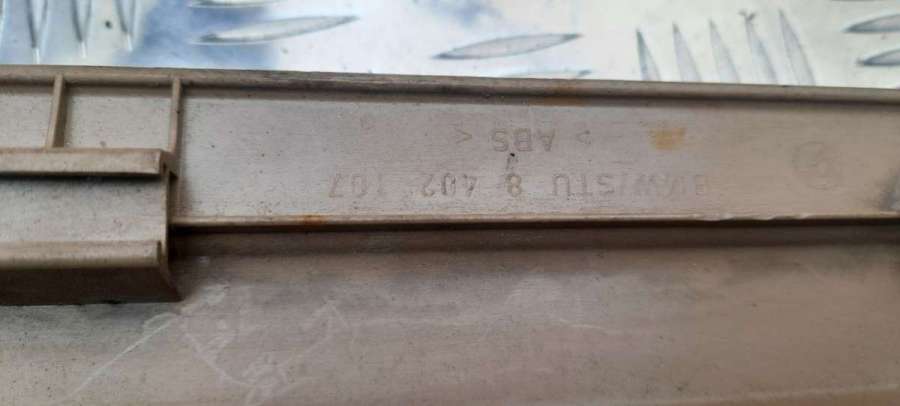 BMW/STU 8 402 107
> ABS <